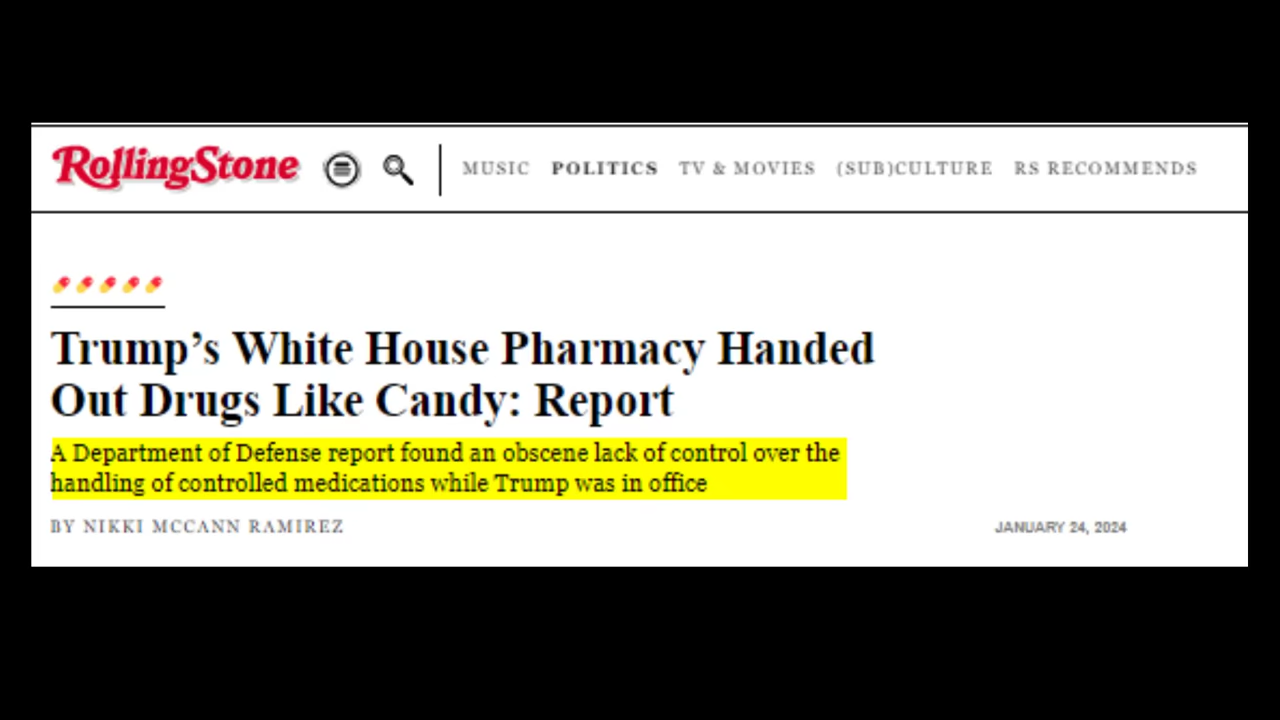 RollingStone
MUSIC POLITICS TV & MOVIES (SUB)CULTURE RS RECOMMENDS
Trump’s White House Pharmacy Handed
Out Drugs Like Candy: Report
A Department of Defense report found an obscene lack of control over the
handling of controlled medications while Trump was in office
BY NIKKI MCCANN RAMIREZ
JANUARY 24, 2024